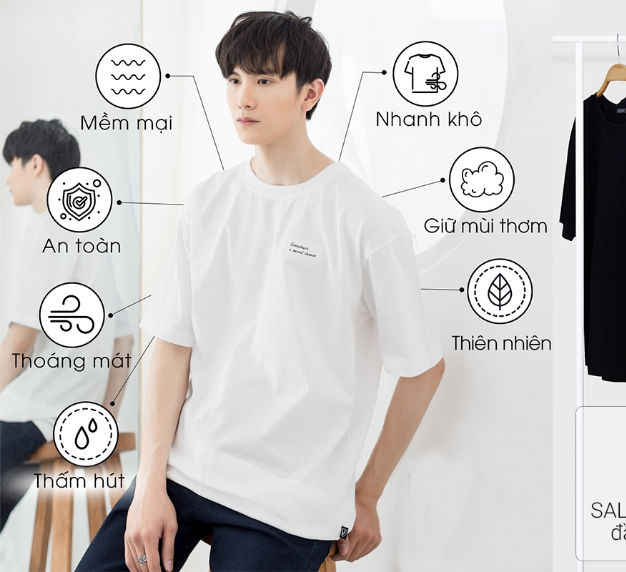 Mềm mại
Nhanh khô
An toàn
Giữ mùi thơm
Thoáng mát
Thiên nhiên
Thấm hút
SAL